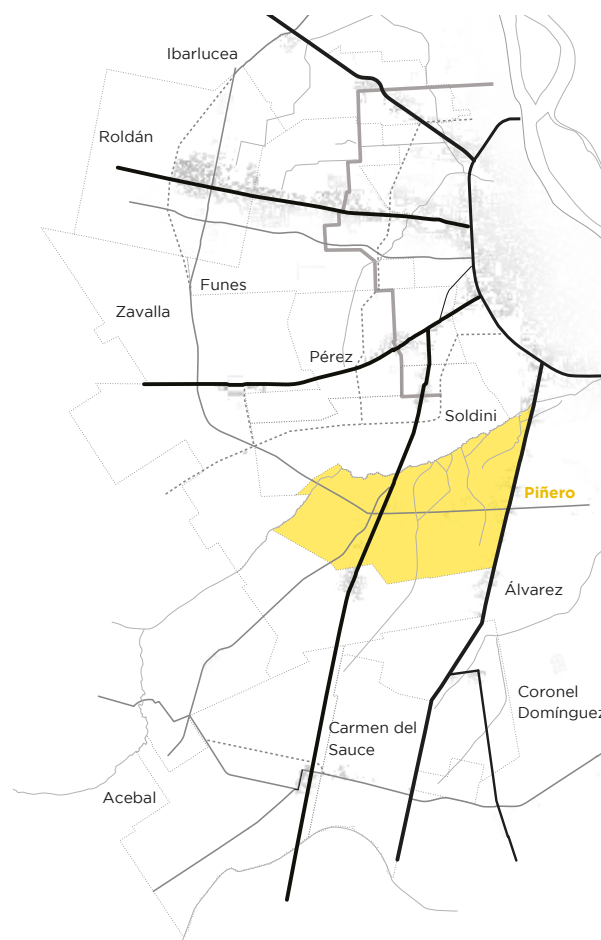 Ibarlucea
Roldán
Funes
Zavalla
Pérez
Soldini
Piñero
Álvarez
Coronel
Domínguez
Carmen del
Sauce
Acebal